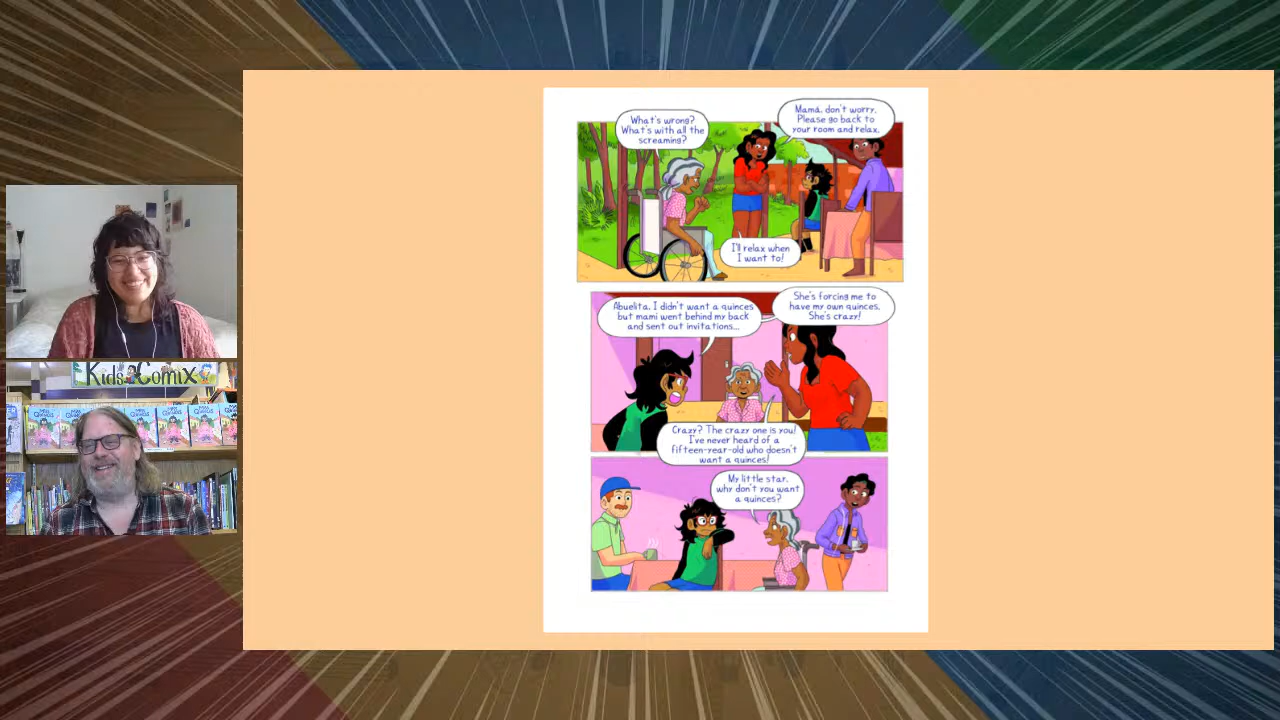 What's wrong?
What's with all the
screaming?
Mamá, don't worry.
Please go back to
your room and relax.
I'll relax when
I want to!
Abuelita, I didn't want a quinces
but mami went behind my back
and sent out invitations...
She's forcing me to
have my own quinces.
She's crazy!
Crazy? The crazy one is you!
I've never heard of a
fifteen-year-old who doesn't
want a quinces!
My little star,
why don't you want
a quinces?
Kids Comix